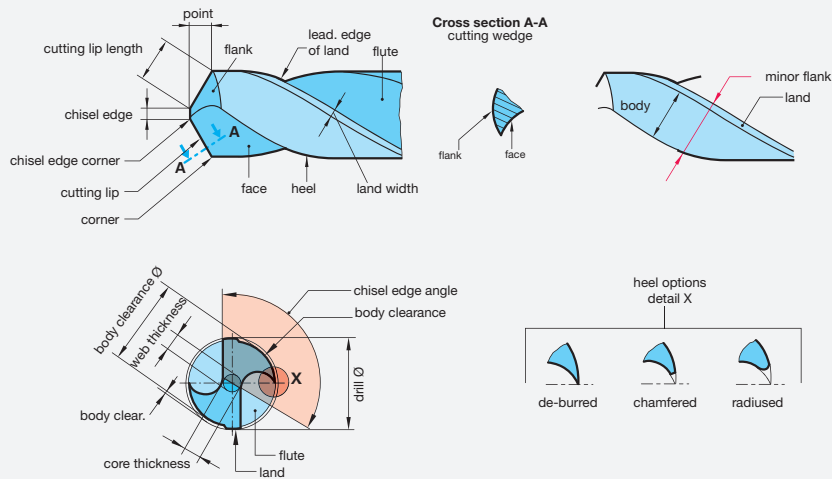 point
cutting lip length
flank
lead. edge
of land
flute
chisel edge
chisel edge corner
A
A
cutting lip
corner
face
heel
land width
Cross section A-A
cutting wedge
flank
face
minor flank
land
body
body clearance Ø
web thickness
body clear.
core thickness
chisel edge angle
body clearance
X
drill Ø
flute
land
heel options
detail X
de-burred
chamfered
radiused